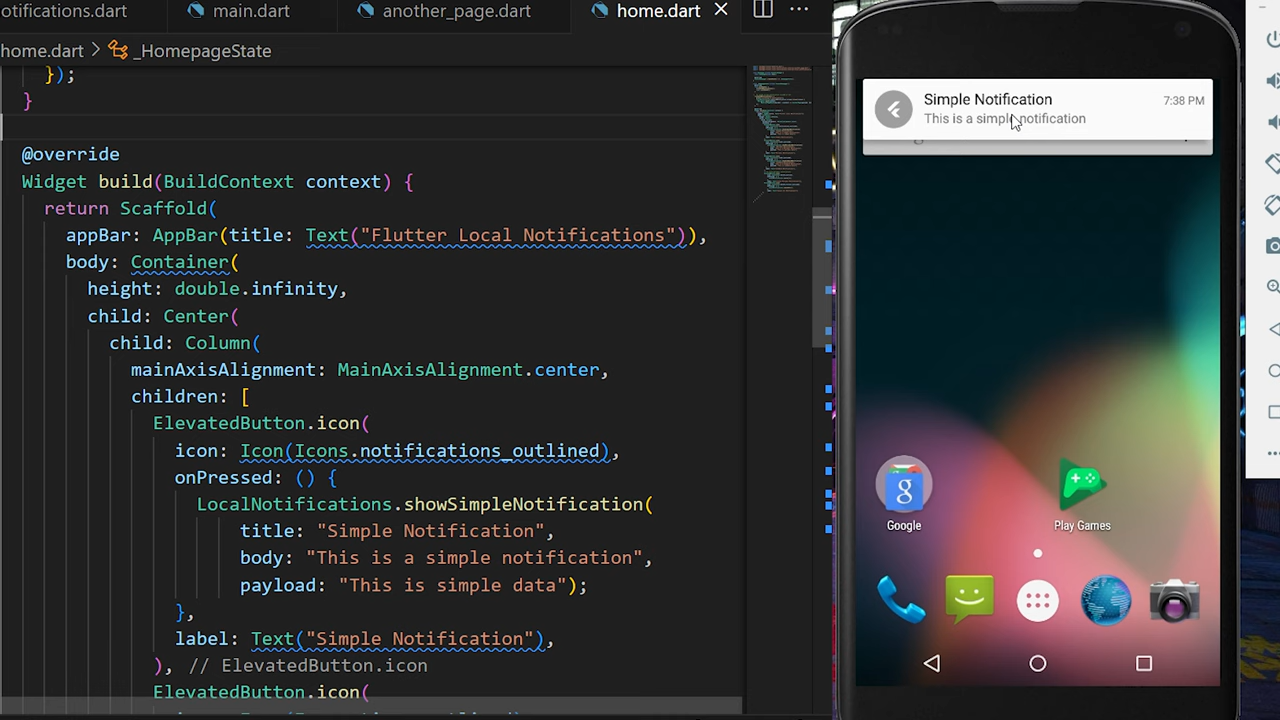 otifications.dart
main.dart
another_page.dart
home.dart
home.dart > _HomepageState
});
}
@override
Widget build(BuildContext context) {
return Scaffold(
appBar: AppBar(title: Text("Flutter Local Notifications")),
body: Container(
height: double.infinity,
child: Center(
child: Column(
mainAxisAlignment: MainAxisAlignment.center,
children: [
ElevatedButton.icon(
icon: Icon(Icons.notifications_outlined),
onPressed: () {
LocalNotifications.showSimpleNotification(
title: "Simple Notification",
body: "This is a simple notification",
payload: "This is simple data");
},
label: Text("Simple Notification"),
), // ElevatedButton.icon
ElevatedButton.icon(
Simple Notification
7:38 PM
This is a simple notification
g
Google
Play Games